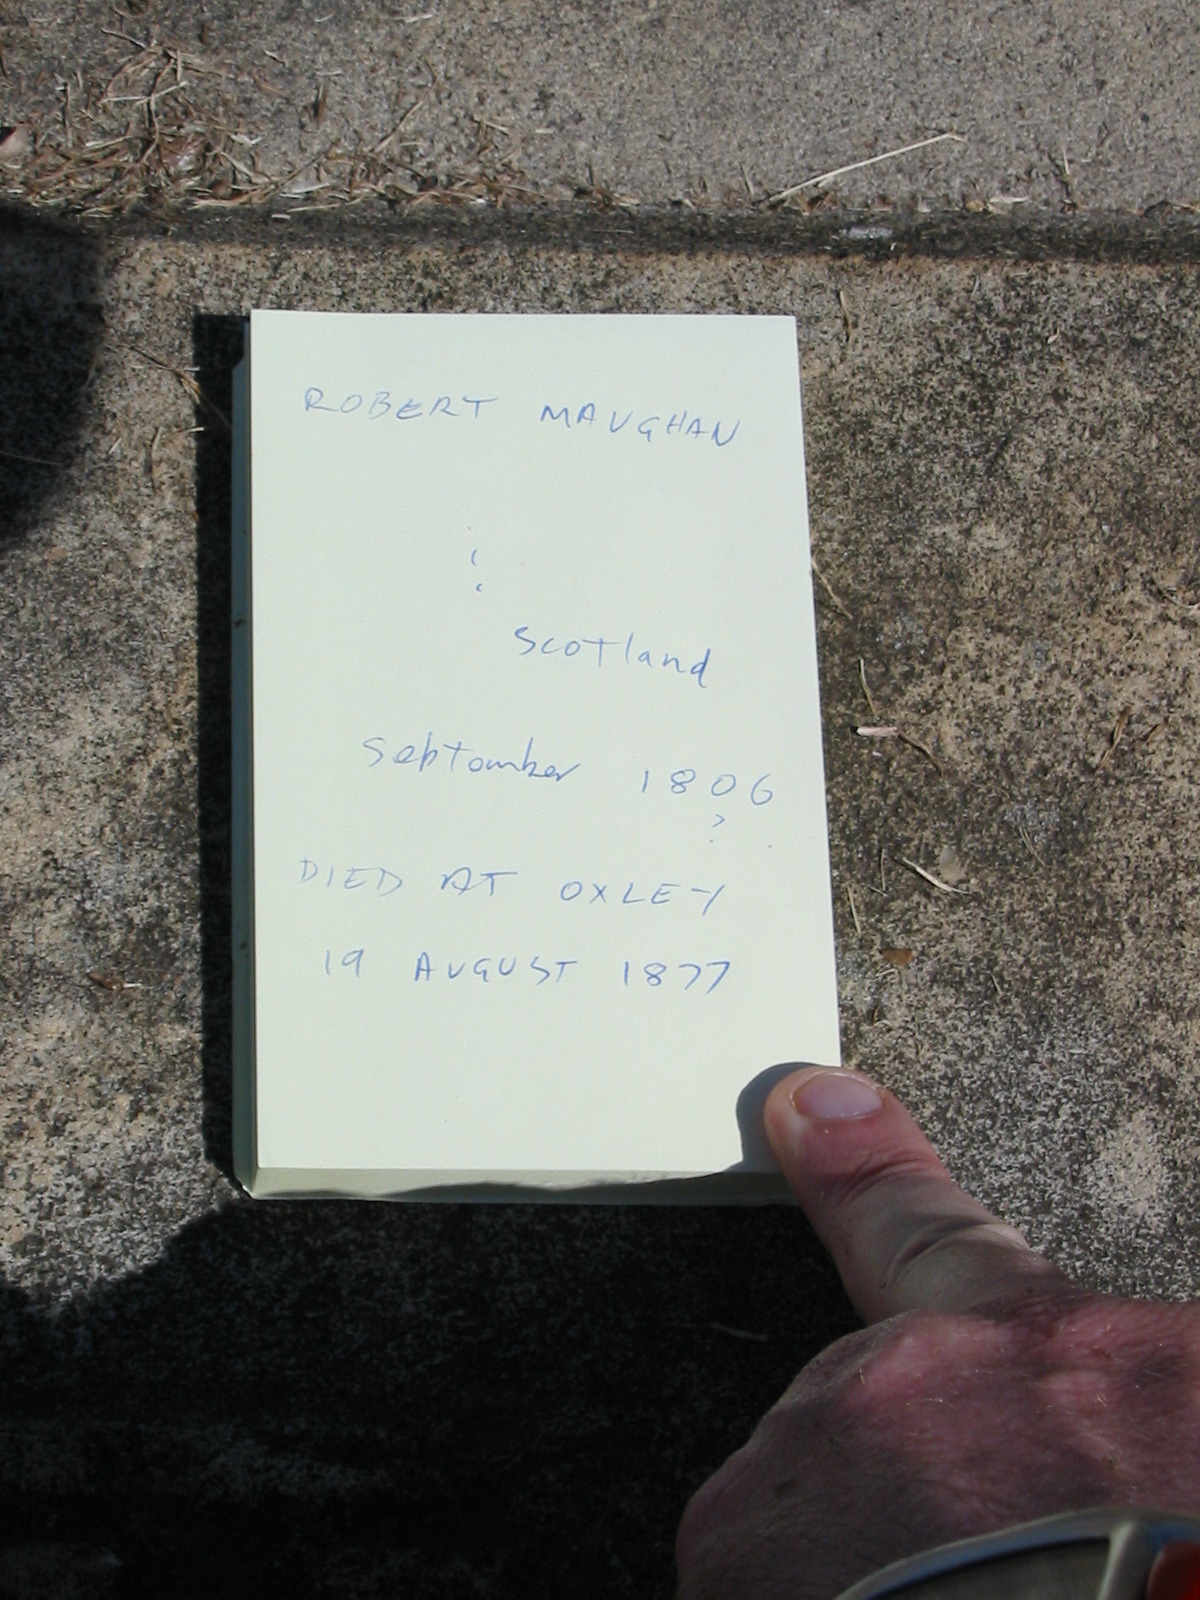 ROBERT MAUGHAN
:
Scotland
September 1806
?
DIED AT OXLEY
19 AUGUST 1877